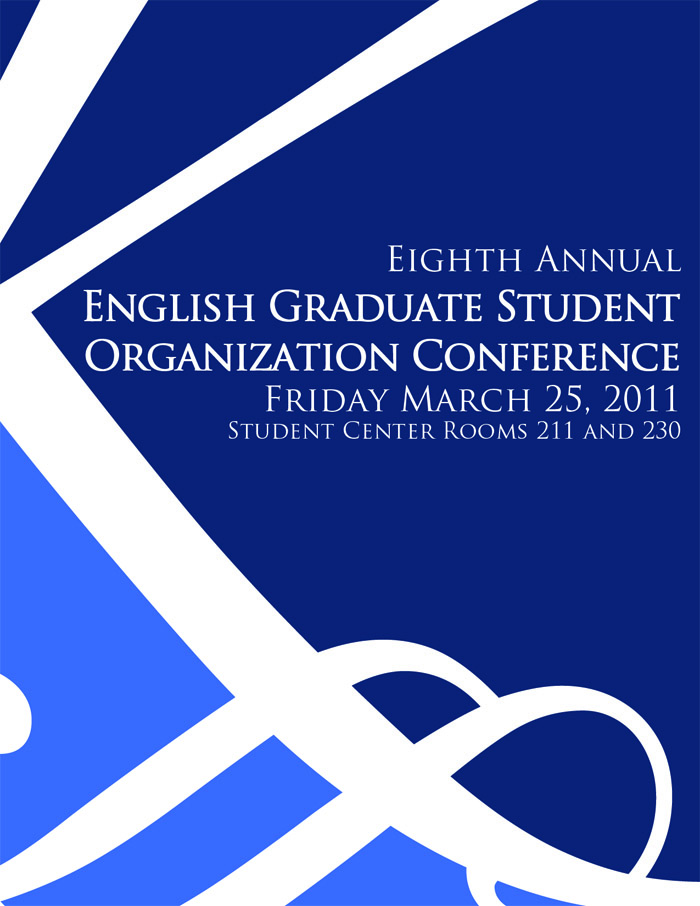 Eighth Annual
English Graduate Student
Organization Conference
Friday March 25, 2011
Student Center Rooms 211 and 230